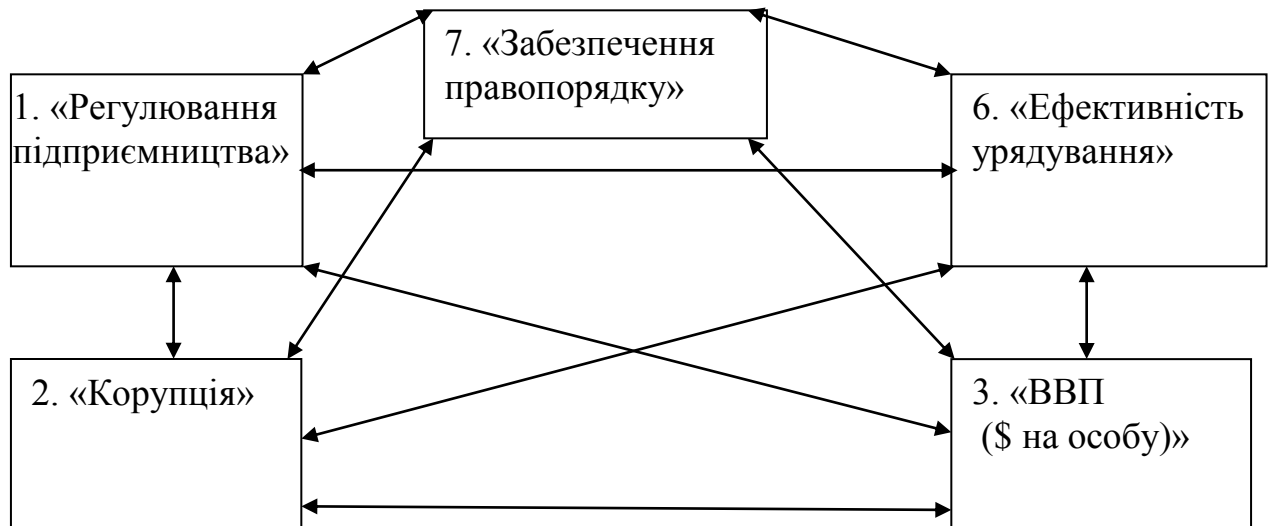 7. «Забезпечення
правопорядку»
1. «Регулювання
підприємництва»
6. «Ефективність
урядування»
2. «Корупція»
3. «ВВП
($ на особу)»